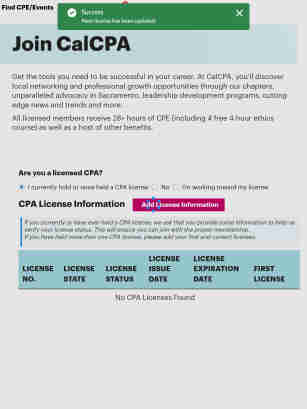 Find CPE/Events
Success
New license has been updated
Join CalCPA
Get the tools you need to be successful in your career. At CalCPA, you'll discover
local networking and professional growth opportunities through our chapters,
unparalleled advocacy in Sacramento, leadership development programs, cutting-
edge news and trends and more.
All licensed members receive 28+ hours of CPE (including 4 free 4-hour ethics
courses) as well as a host of other benefits.
Are you a licensed CPA?
I currently hold or once held a CPA license No I'm working toward my license
CPA License Information Add License Information
If you currently or have ever held a CPA license, we ask that you provide some information to help us
verify your license status. This will ensure you can join with the proper membership.
If you have held more than one CPA license, please add your first and current licenses.
LICENSE NO. LICENSE STATE LICENSE STATUS LICENSE ISSUE DATE LICENSE EXPIRATION DATE FIRST LICENSE
No CPA Licenses Found